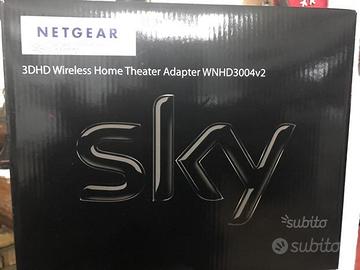 NETGEAR
3DHD Wireless Home Theater Adapter WNHD3004v2
sky
subito
subito